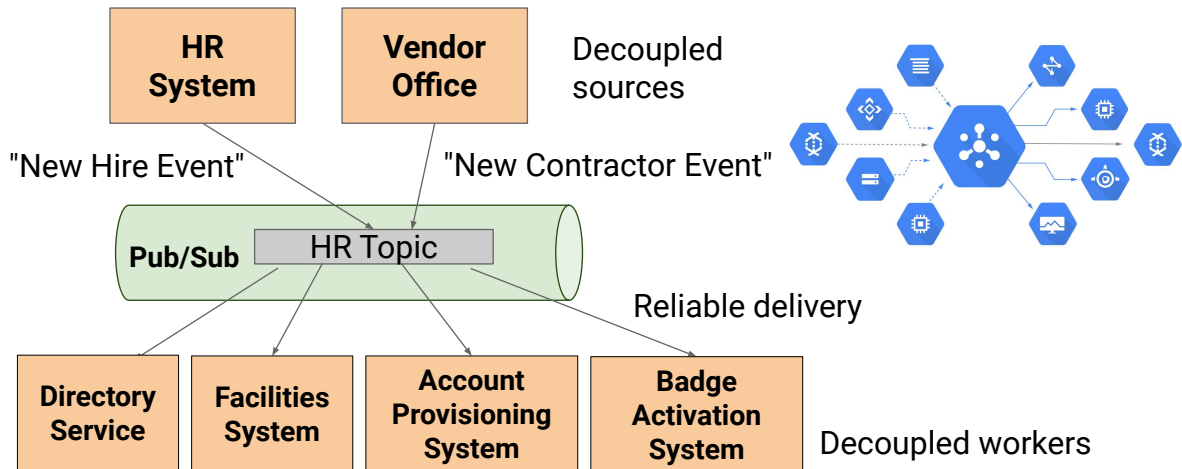 HR
System
Vendor
Office
Decoupled
sources
"New Hire Event"
"New Contractor Event"
Pub/Sub
HR Topic
Reliable delivery
Directory
Service
Facilities
System
Account
Provisioning
System
Badge
Activation
System
Decoupled workers